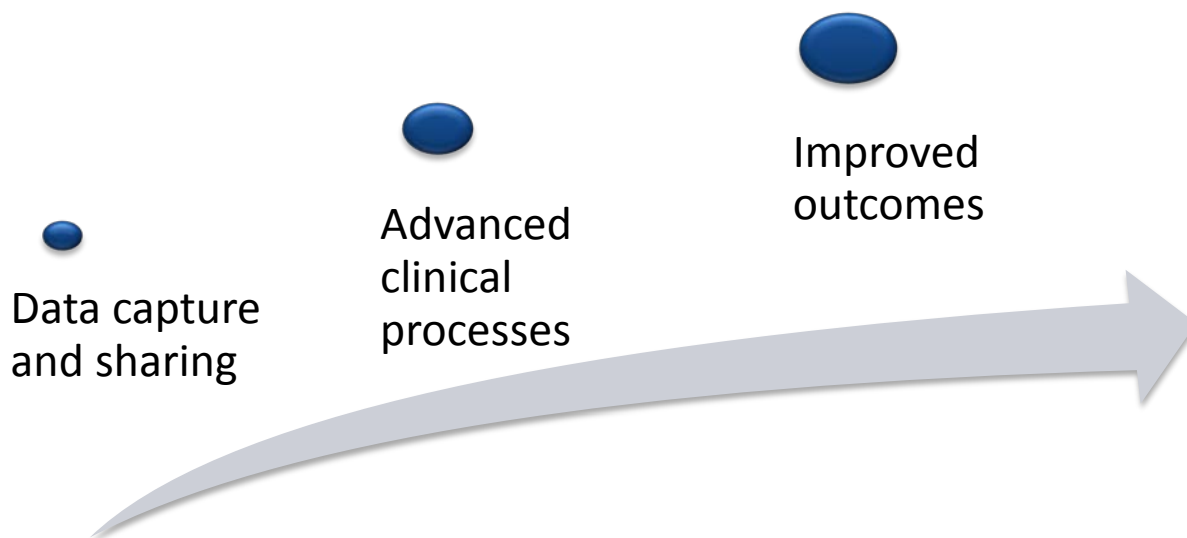 Data capture
and sharing
Advanced
clinical
processes
Improved
outcomes